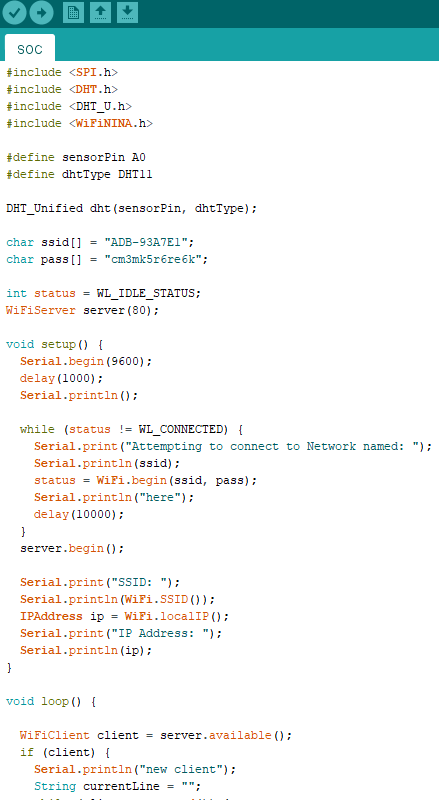 SOC
#include <SPI.h>
#include <DHT.h>
#include <DHT_U.h>
#include <WiFiNINA.h>
#define sensorPin A0
#define dhtType DHT11
DHT_Unified dht(sensorPin, dhtType);
char ssid[] = "ADB-93A7E1";
char pass[] = "cm3mk5r6re6k";
int status = WL_IDLE_STATUS;
WiFiServer server(80);
void setup() {
  Serial.begin(9600);
  delay(1000);
  Serial.println();
  while (status != WL_CONNECTED) {
    Serial.print("Attempting to connect to Network named: ");
    Serial.println(ssid);
    status = WiFi.begin(ssid, pass);
    Serial.println("here");
    delay(10000);
  }
  server.begin();
  Serial.print("SSID: ");
  Serial.println(WiFi.SSID());
  IPAddress ip = WiFi.localIP();
  Serial.print("IP Address: ");
  Serial.println(ip);
}
void loop() {
  WiFiClient client = server.available();
  if (client) {
    Serial.println("new client");
    String currentLine = "";